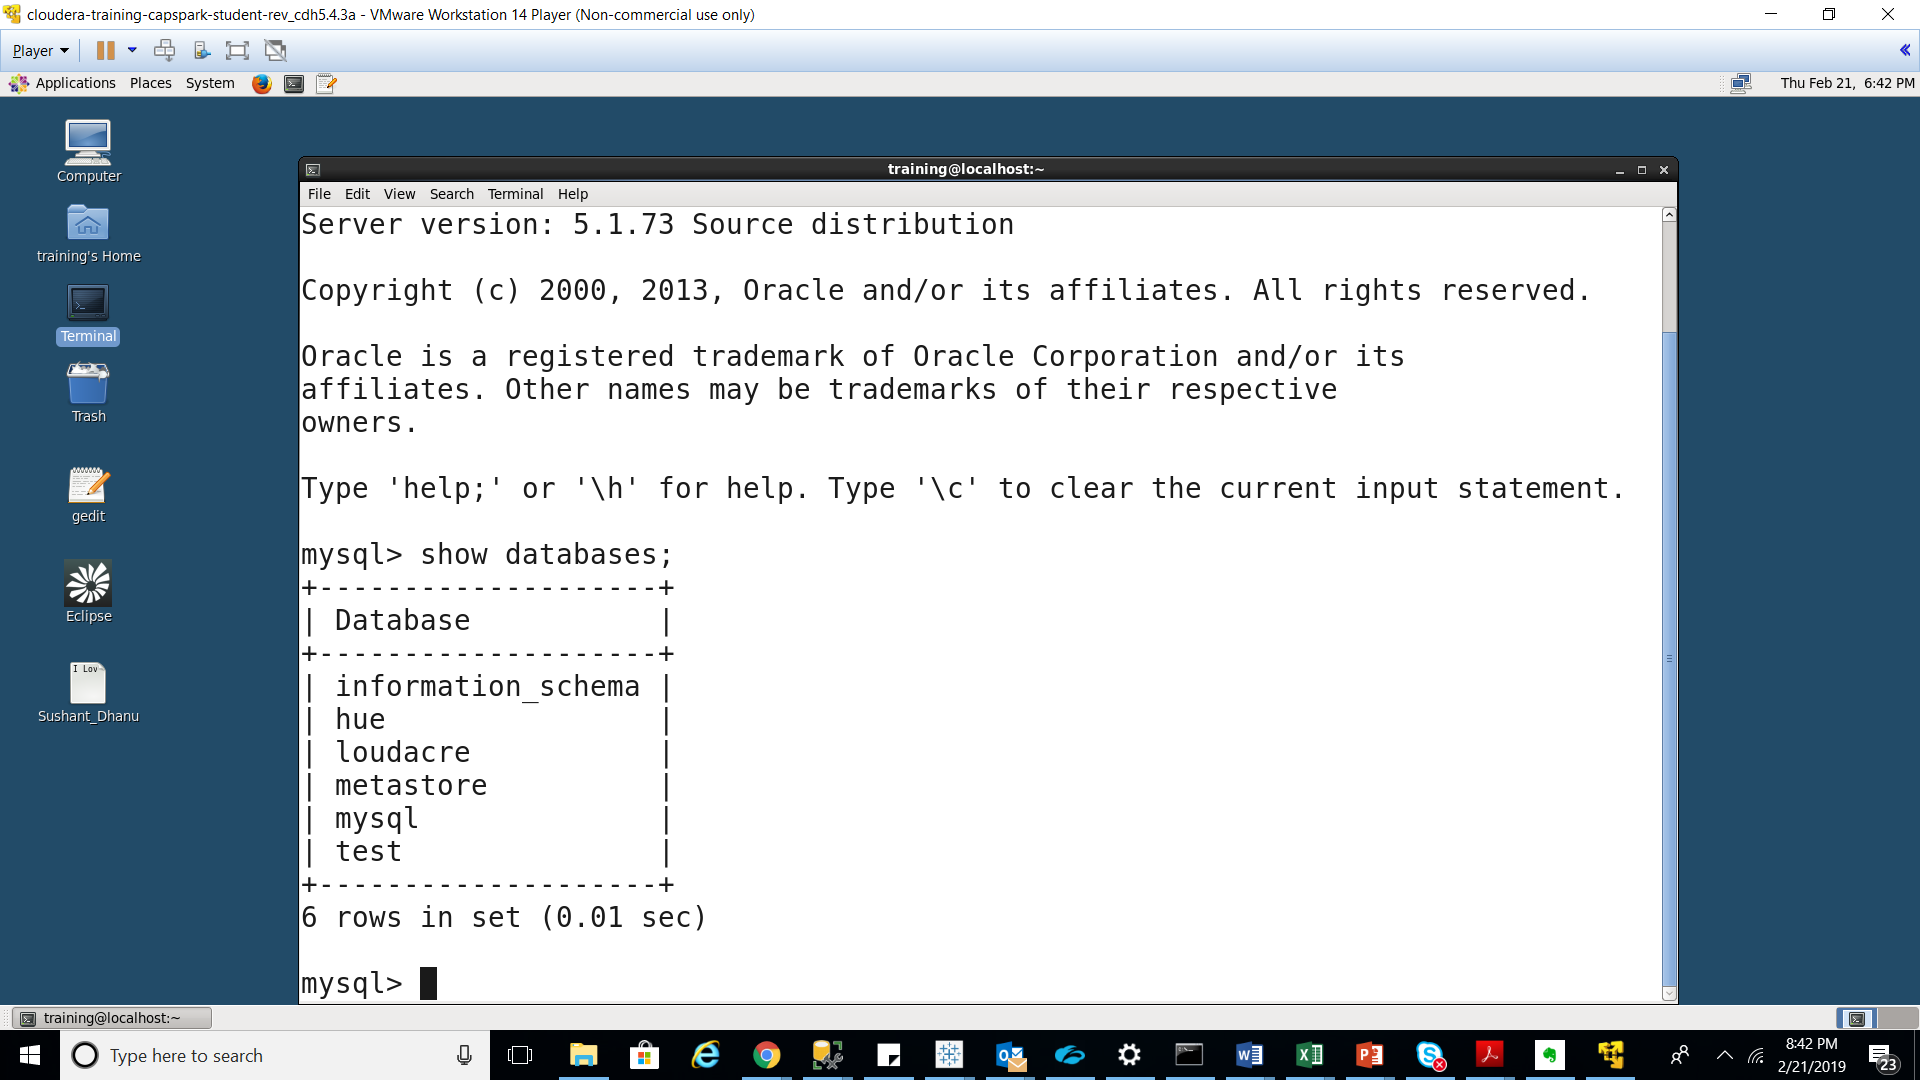 cloudera-training-capspark-student-rev_cdh5.4.3a - VMware Workstation 14 Player (Non-commercial use only)
Player
Applications Places System
Thu Feb 21, 6:42 PM
Computer
training's Home
Terminal
Trash
gedit
Eclipse
I Lov
Sushant_Dhanu
training@localhost:~
File Edit View Search Terminal Help
Server version: 5.1.73 Source distribution
Copyright (c) 2000, 2013, Oracle and/or its affiliates. All rights reserved.
Oracle is a registered trademark of Oracle Corporation and/or its
affiliates. Other names may be trademarks of their respective
owners.
Type 'help;' or '\h' for help. Type '\c' to clear the current input statement.
mysql> show databases;
+--------------------+
| Database           |
+--------------------+
| information_schema |
| hue                |
| loudacre           |
| metastore          |
| mysql              |
| test               |
+--------------------+
6 rows in set (0.01 sec)
mysql>
training@localhost:~
Type here to search
8:42 PM
2/21/2019
23